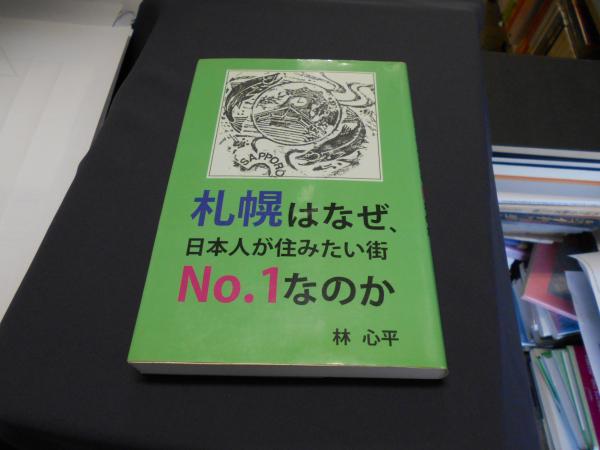 SAPPORO
札幌はなぜ、
日本人が住みたい街
No.1なのか
林 心平